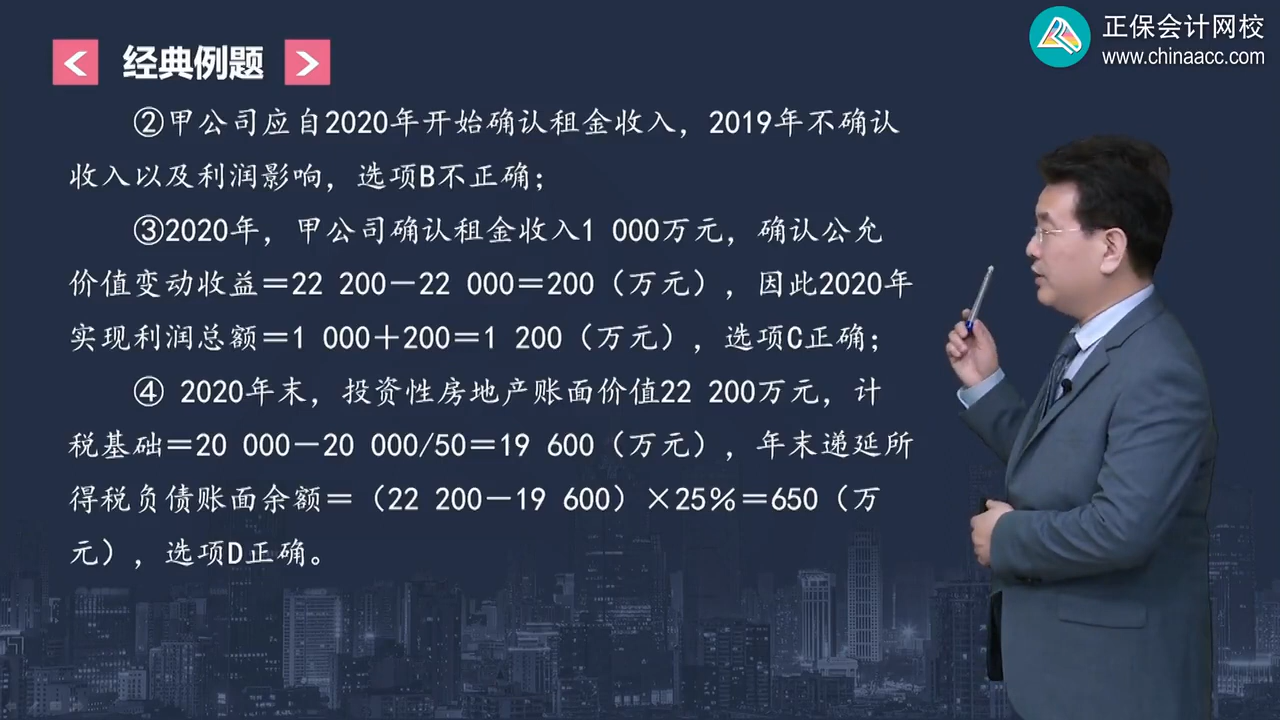 正保会计网校
www.chinaacc.com
经典例题
②甲公司应自2020年开始确认租金收入，2019年不确认
收入以及利润影响，选项B不正确；
③2020年，甲公司确认租金收入1 000万元，确认公允
价值变动收益＝22 200－22 000＝200（万元），因此2020年
实现利润总额＝1 000＋200＝1 200（万元），选项C正确；
④ 2020年末，投资性房地产账面价值22 200万元，计
税基础＝20 000－20 000/50＝19 600（万元），年末递延所
得税负债账面余额＝（22 200－19 600）×25％＝650（万
元），选项D正确。